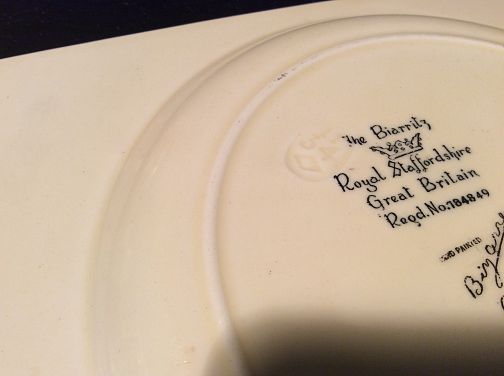 the Biarritz
Royal Staffordshire
Great Britain
Regd.No.784849
HAND PAINTED